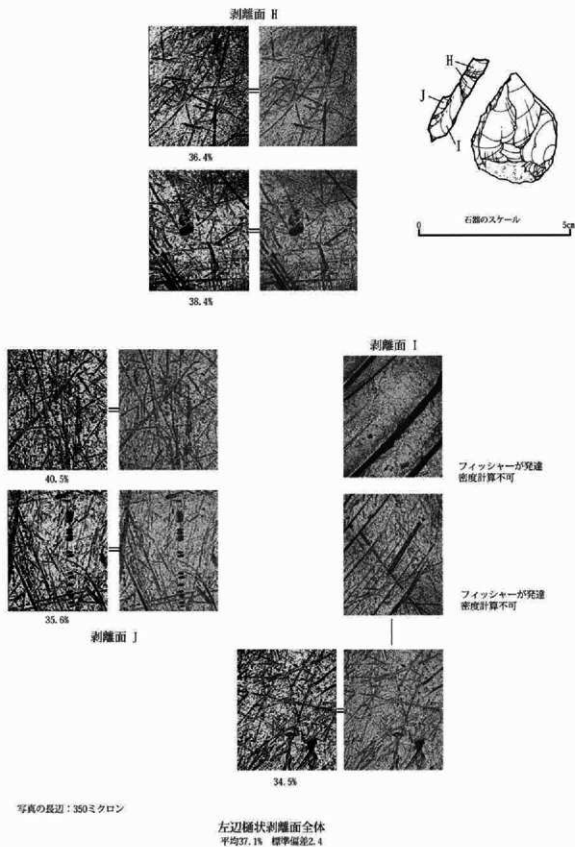 剥離面 H
36.4%
38.4%
H
J
I
石器のスケール
0
5cm
40.5%
35.6%
剥離面 J
剥離面 I
フィッシャーが発達
密度計算不可
フィッシャーが発達
密度計算不可
34.5%
写真の長辺：350ミクロン
左辺樋状剥離面全体
平均37.1% 標準偏差2.4